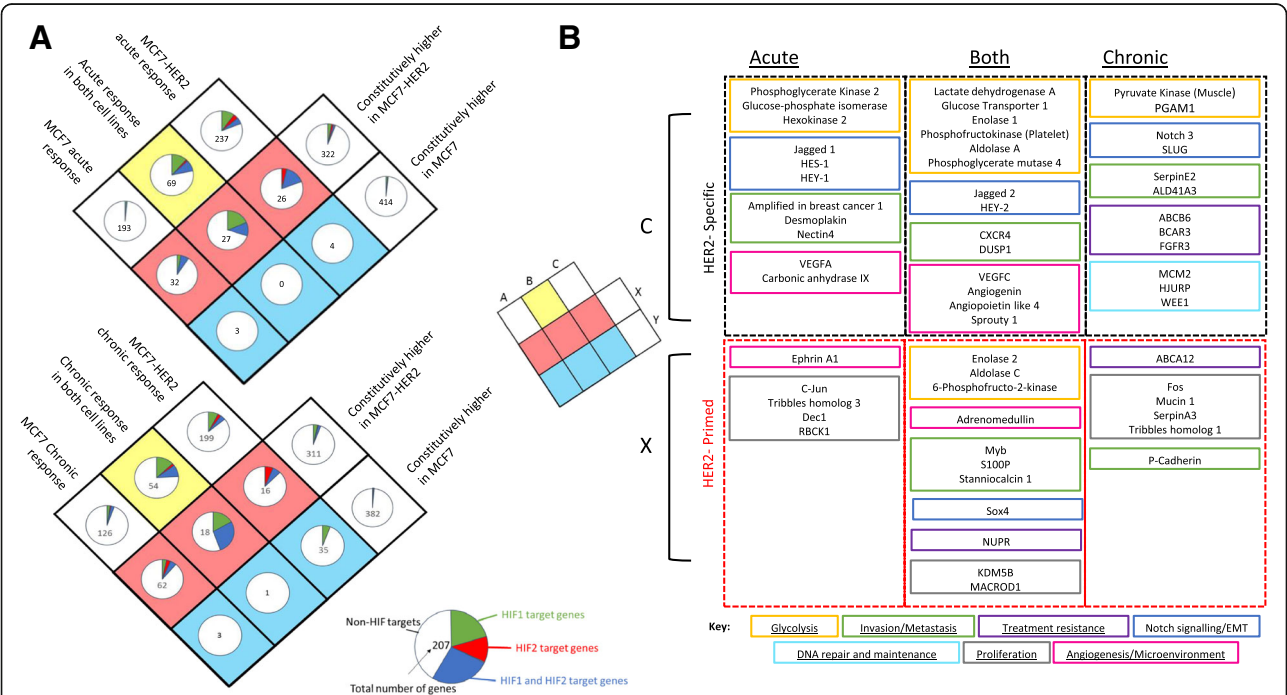 A
MCF7-HER2
acute response
Acute response
in both cell lines
MCF7 acute
response
Constitutively higher
in MCF7-HER2
Constitutively higher
in MCF7
237
322
69
26
414
193
27
4
32
0
3
MCF7-HER2
chronic response
Chronic response
in both cell lines
MCF7 Chronic
response
Constitutively higher
in MCF7-HER2
Constitutively higher
in MCF7
199
311
54
16
382
126
18
35
62
1
3
Non-HIF targets
207
Total number of genes
HIF1 target genes
HIF2 target genes
HIF1 and HIF2 target genes
B
A
B
C
X
Y
C
X
HER2- Specific
HER2- Primed
Acute
Both
Chronic
Phosphoglycerate Kinase 2
Glucose-phosphate isomerase
Hexokinase 2
Jagged 1
HES-1
HEY-1
Amplified in breast cancer 1
Desmoplakin
Nectin4
VEGFA
Carbonic anhydrase IX
Lactate dehydrogenase A
Glucose Transporter 1
Enolase 1
Phosphofructokinase (Platelet)
Aldolase A
Phosphoglycerate mutase 4
Jagged 2
HEY-2
CXCR4
DUSP1
VEGFC
Angiogenin
Angiopoietin like 4
Sprouty 1
Pyruvate Kinase (Muscle)
PGAM1
Notch 3
SLUG
SerpinE2
ALD41A3
ABCB6
BCAR3
FGFR3
MCM2
HJURP
WEE1
Ephrin A1
C-Jun
Tribbles homolog 3
Dec1
RBCK1
Enolase 2
Aldolase C
6-Phosphofructo-2-kinase
Adrenomedullin
Myb
S100P
Stanniocalcin 1
Sox4
NUPR
KDM5B
MACROD1
ABCA12
Fos
Mucin 1
SerpinA3
Tribbles homolog 1
P-Cadherin
Key:
Glycolysis
Invasion/Metastasis
Treatment resistance
Notch signalling/EMT
DNA repair and maintenance
Proliferation
Angiogenesis/Microenvironment